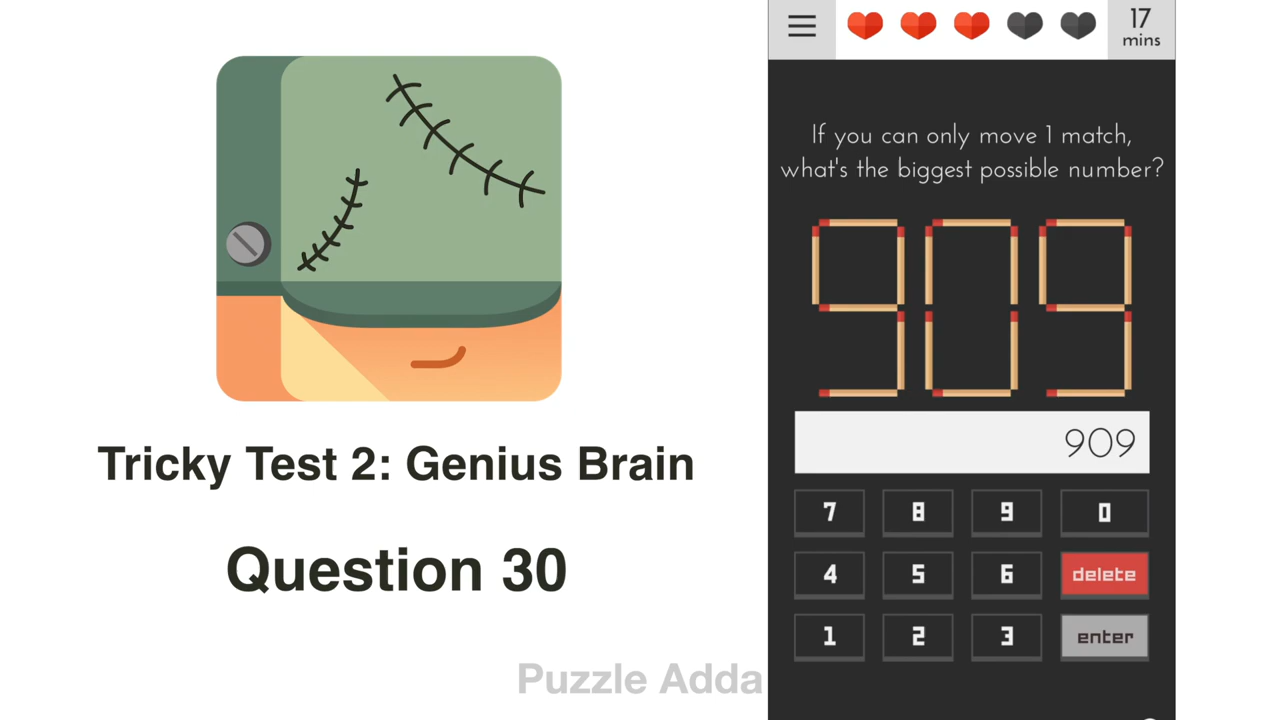 17
mins
If you can only move 1 match,
what's the biggest possible number?
909
909
7 8 9 0
4 5 6 delete
1 2 3 enter
Tricky Test 2: Genius Brain
Question 30
Puzzle Adda